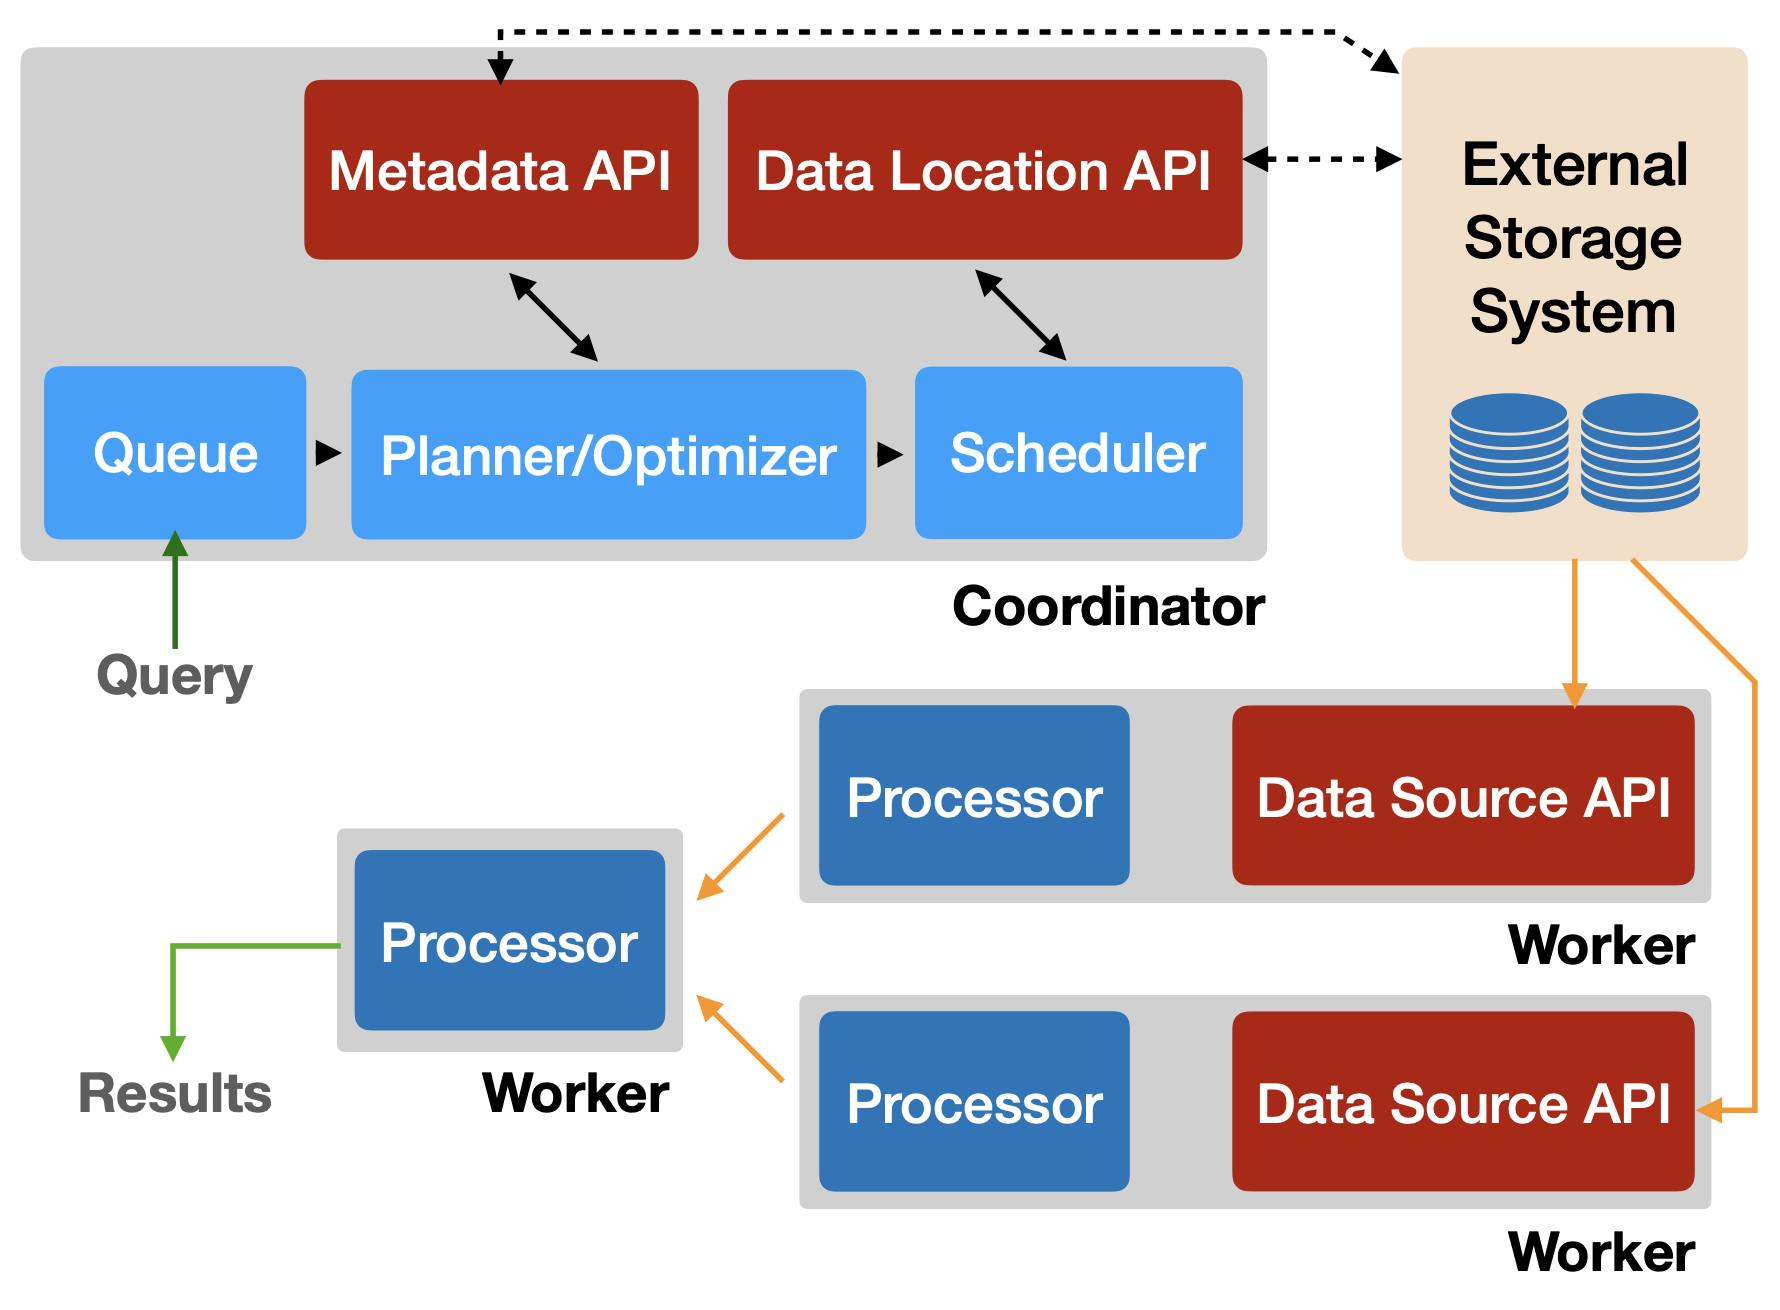 Metadata API
Data Location API
External
Storage
System
Queue
Planner/Optimizer
Scheduler
Coordinator
Query
Processor
Data Source API
Worker
Processor
Worker
Results
Processor
Data Source API
Worker